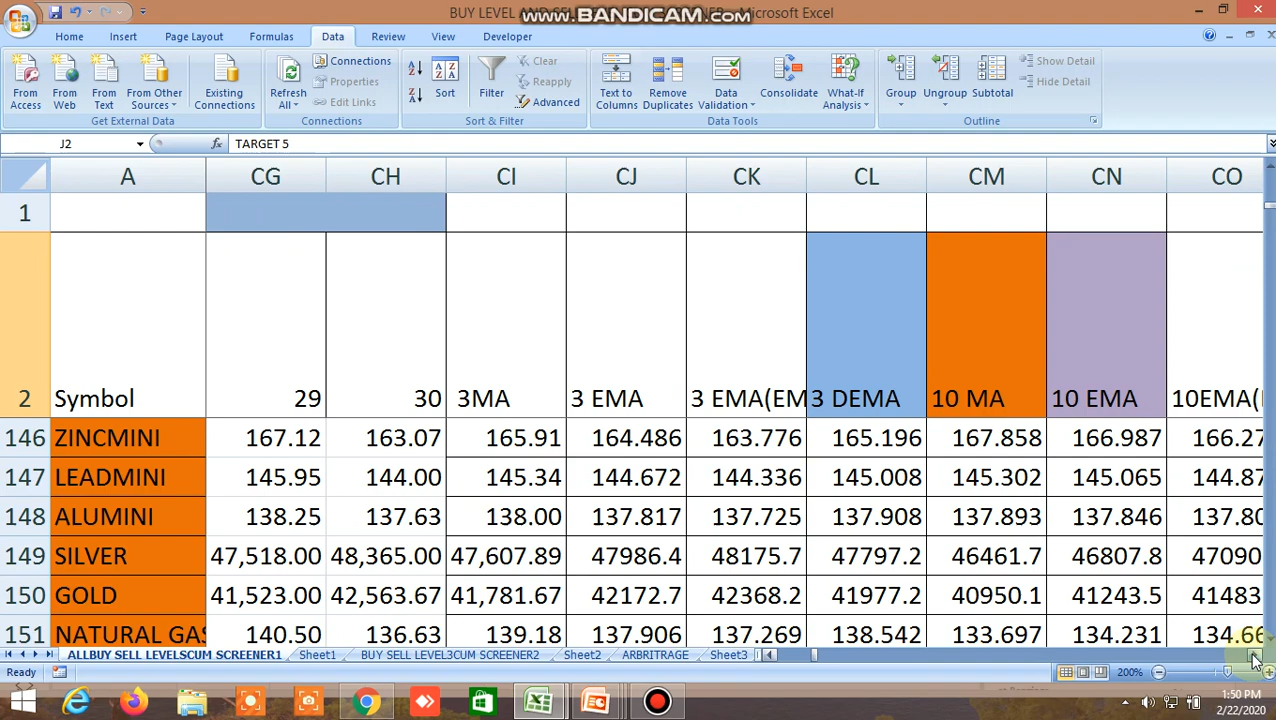 BUY LEVEL AND SEL
www.BANDICAM.com
NER - Microsoft Excel
Home Insert Page Layout Formulas Data Review View Developer
From Access
From Web
From Text
From Other Sources
Existing Connections
Get External Data
Refresh All
Connections
Properties
Edit Links
Connections
Sort
Filter
Clear
Reapply
Advanced
Sort & Filter
Text to Columns
Remove Duplicates
Data Validation
Consolidate
What-If Analysis
Data Tools
Group
Ungroup
Subtotal
Show Detail
Hide Detail
Outline
J2 fx TARGET 5
A CG CH CI CJ CK CL CM CN CO
1
2 Symbol 29 30 3MA 3 EMA 3 EMA(EM 3 DEMA 10 MA 10 EMA 10EMA(
146 ZINCMINI 167.12 163.07 165.91 164.486 163.776 165.196 167.858 166.987 166.27
147 LEADMINI 145.95 144.00 145.34 144.672 144.336 145.008 145.302 145.065 144.87
148 ALUMINI 138.25 137.63 138.00 137.817 137.725 137.908 137.893 137.846 137.80
149 SILVER 47,518.00 48,365.00 47,607.89 47986.4 48175.7 47797.2 46461.7 46807.8 47090
150 GOLD 41,523.00 42,563.67 41,781.67 42172.7 42368.2 41977.2 40950.1 41243.5 41483
151 NATURAL GAS 140.50 136.63 139.18 137.906 137.269 138.542 133.697 134.231 134.66
ALLBUY SELL LEVELSCUM SCREENER1 Sheet1 BUY SELL LEVEL3CUM SCREENER2 Sheet2 ARBRITRAGE Sheet3
Ready 200%
1:50 PM
2/22/2020